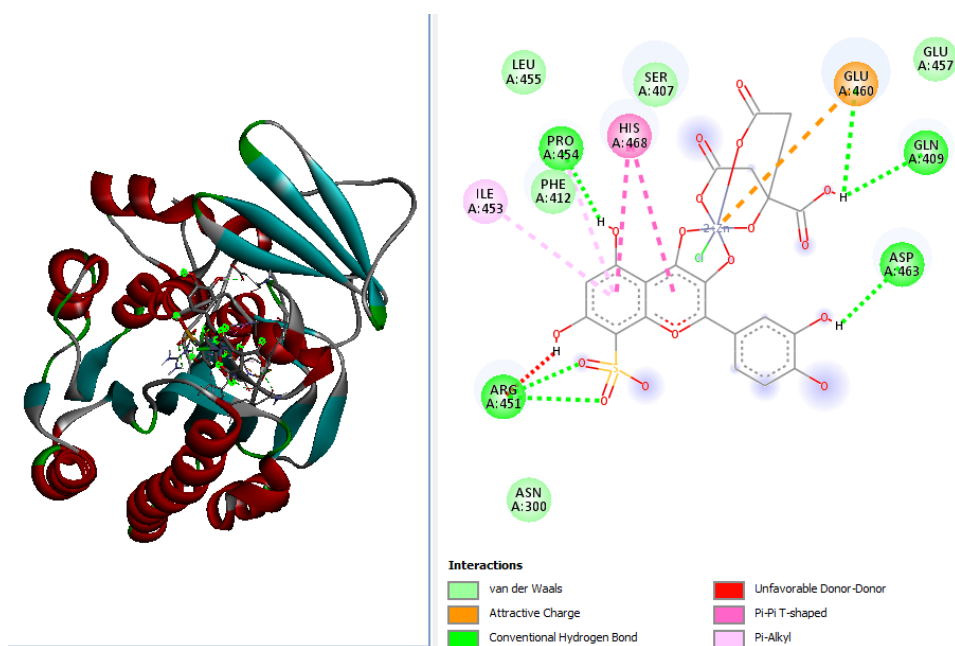 GLU
A:457
LEU
A:455
SER
A:407
GLU
A:460
O
PRO
A:454
HIS
A:468
GLN
A:409
O
O
ILE
A:453
PHE
A:412
O
O
H
H
H
O
O
2+Zn
O
O
Cl
O
O
ASP
A:463
O
H
O
O
H
O
O
ARG
A:451
S
O
O
O
ASN
A:300
Interactions
van der Waals
Attractive Charge
Conventional Hydrogen Bond
Unfavorable Donor-Donor
Pi-Pi T-shaped
Pi-Alkyl